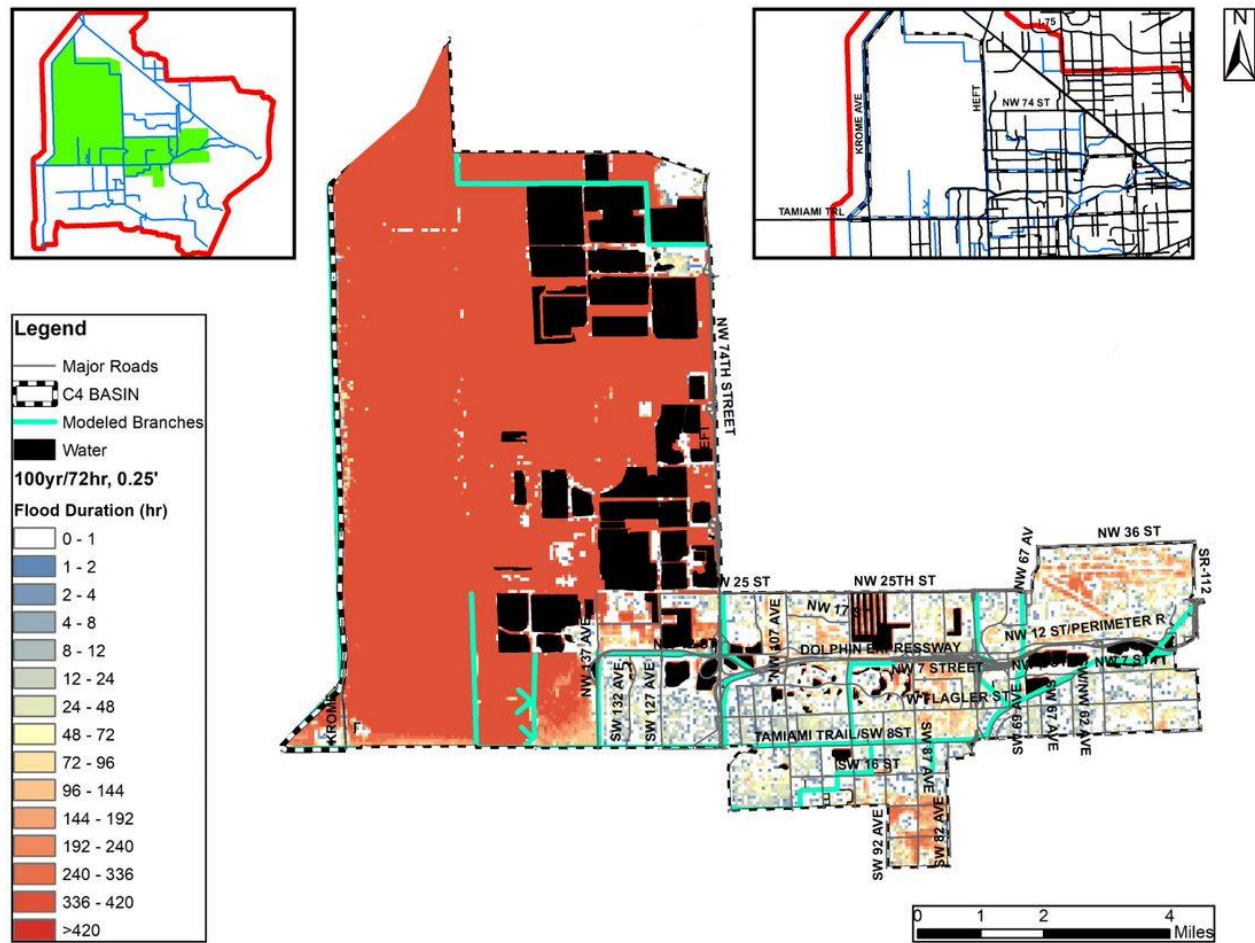 N
I-75
KROME AVE
HEFT
NW 74 ST
TAMIAMI TRL
Legend
Major Roads
C4 BASIN
Modeled Branches
Water
100yr/72hr, 0.25'
Flood Duration (hr)
0 - 1
1 - 2
2 - 4
4 - 8
8 - 12
12 - 24
24 - 48
48 - 72
72 - 96
96 - 144
144 - 192
192 - 240
240 - 336
336 - 420
>420
NW 74TH STREET
NW 36 ST
NW 67 AV
SR-112
W 25 ST
NW 25TH ST
NW 17
NW 107 AVE
NW 12 ST/PERIMETER R
DOLPHIN EXPRESSWAY
NW 137 AVE
NW 7 STREET
NW 7 ST
SW 132 AVE
SW 127 AVE
W FLAGLER ST
KROME
TAMIAMI TRAIL/SW 8ST
SW 87 AVE
SW 69 AVE
SW 67 AVE
SW/NW 62 AVE
SW 16 ST
SW 92 AVE
SW 82 AVE
0 1 2 4
Miles